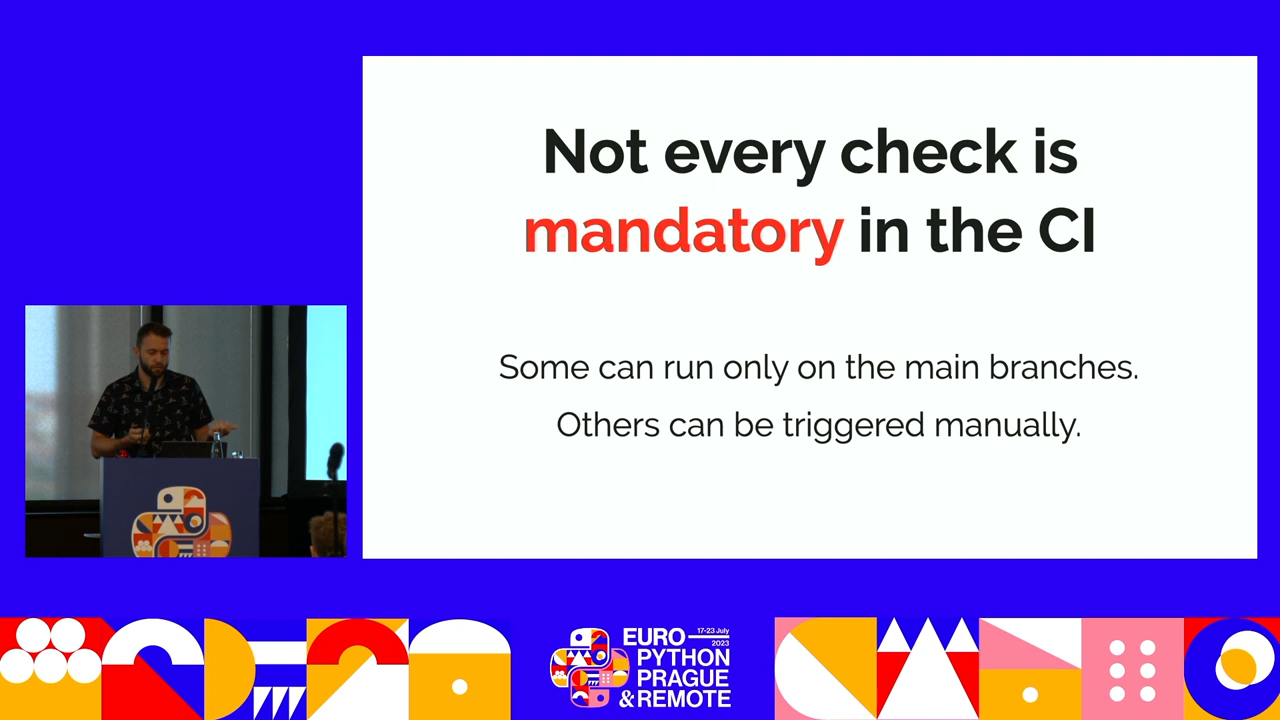 Not every check is
mandatory in the CI
Some can run only on the main branches.
Others can be triggered manually.
EURO 17-23 July
2023
PYTHON
PRAGUE
& REMOTE